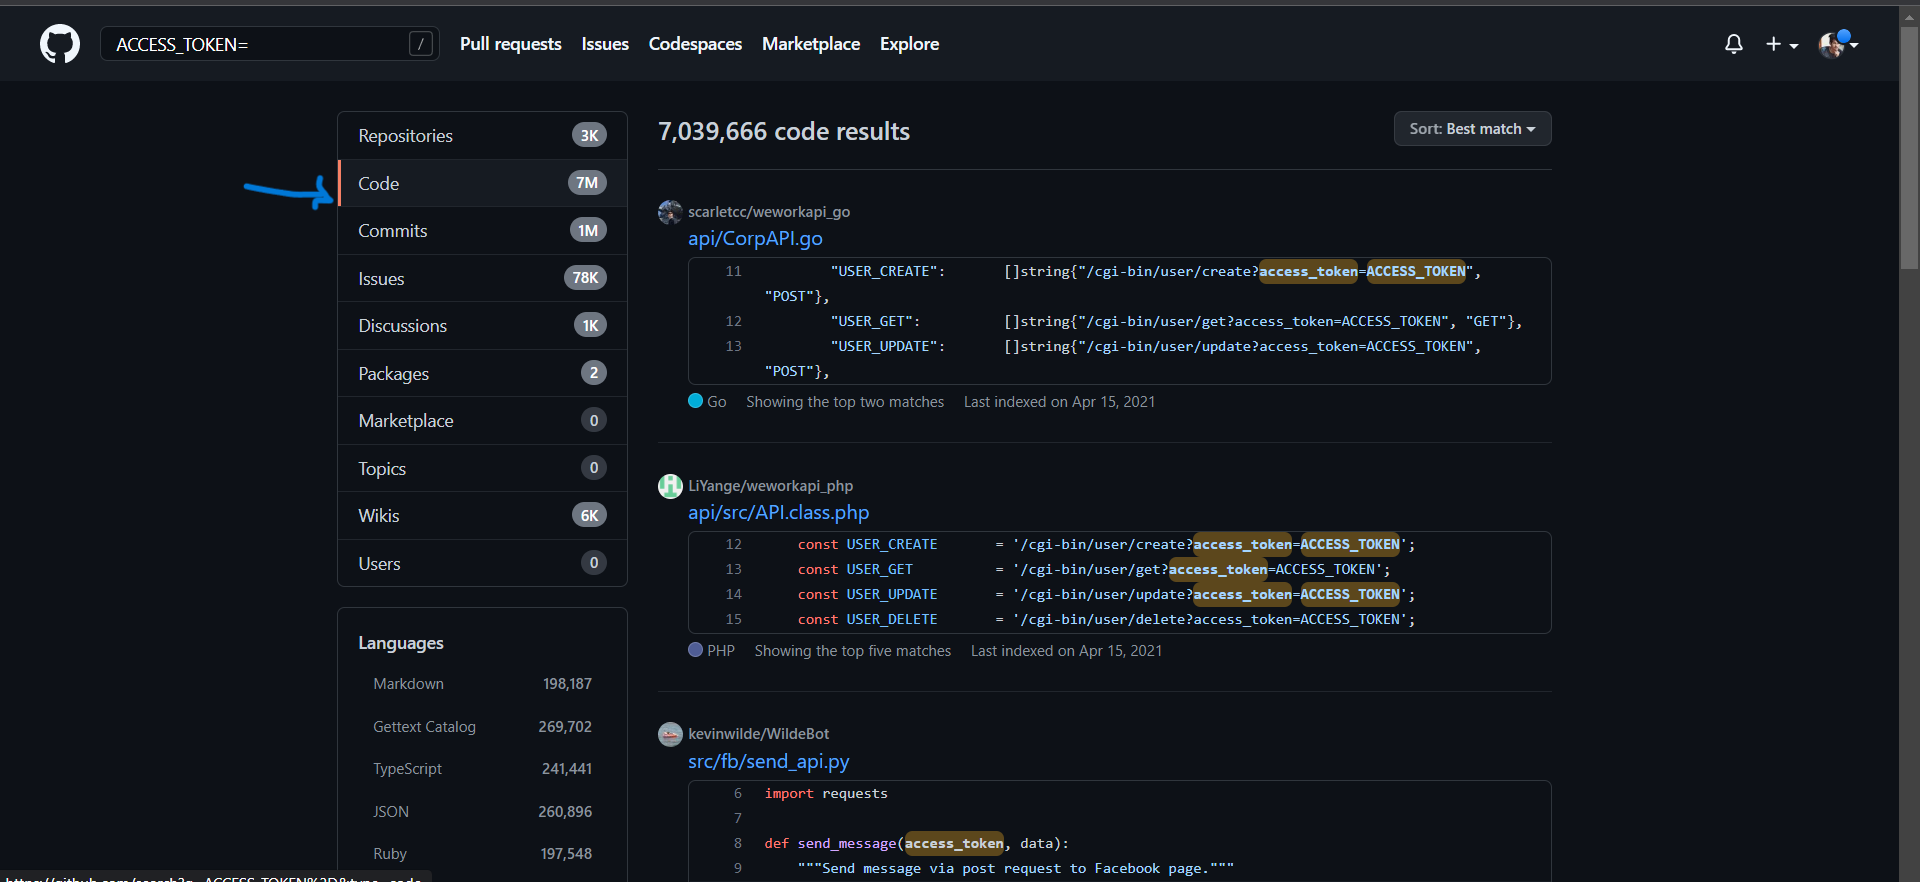 ACCESS_TOKEN= / Pull requests Issues Codespaces Marketplace Explore
Repositories 3K
Code 7M
Commits 1M
Issues 78K
Discussions 1K
Packages 2
Marketplace 0
Topics 0
Wikis 6K
Users 0
Languages
Markdown 198,187
Gettext Catalog 269,702
TypeScript 241,441
JSON 260,896
Ruby 197,548
7,039,666 code results
Sort: Best match
scarletcc/weworkapi_go
api/CorpAPI.go
11 "USER_CREATE": []string{"/cgi-bin/user/create?access_token=ACCESS_TOKEN",
"POST"},
12 "USER_GET": []string{"/cgi-bin/user/get?access_token=ACCESS_TOKEN", "GET"},
13 "USER_UPDATE": []string{"/cgi-bin/user/update?access_token=ACCESS_TOKEN",
"POST"},
Go Showing the top two matches Last indexed on Apr 15, 2021
LiYange/weworkapi_php
api/src/API.class.php
12 const USER_CREATE = '/cgi-bin/user/create?access_token=ACCESS_TOKEN';
13 const USER_GET = '/cgi-bin/user/get?access_token=ACCESS_TOKEN';
14 const USER_UPDATE = '/cgi-bin/user/update?access_token=ACCESS_TOKEN';
15 const USER_DELETE = '/cgi-bin/user/delete?access_token=ACCESS_TOKEN';
PHP Showing the top five matches Last indexed on Apr 15, 2021
kevinwilde/WildeBot
src/fb/send_api.py
6 import requests
7
8 def send_message(access_token, data):
9 """Send message via post request to Facebook page."""